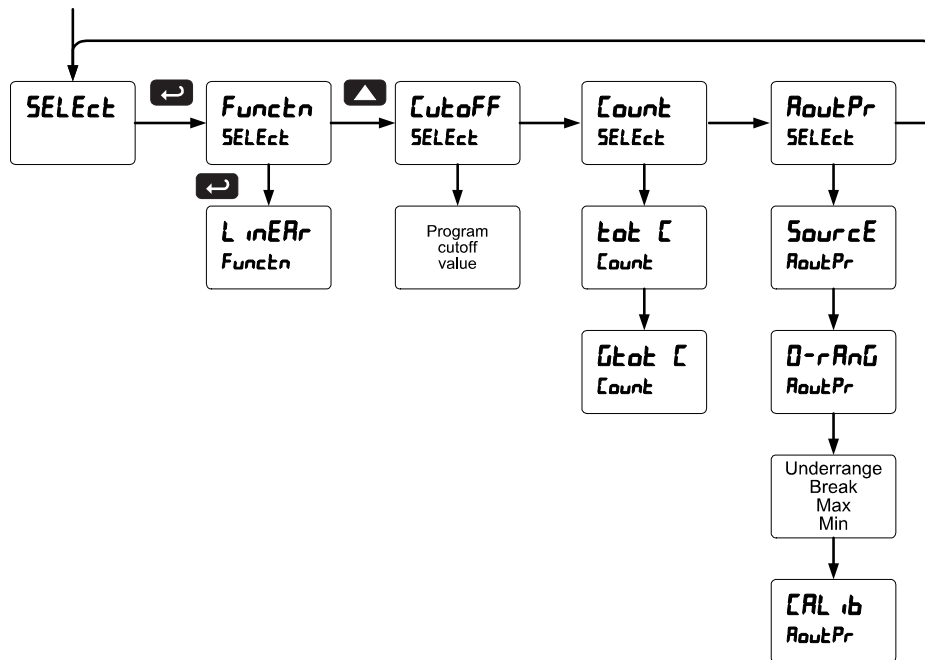 SELEct
Functn
SELEct
CutoFF
SELEct
Count
SELEct
AoutPr
SELEct
LinEAr
Functn
Program
cutoff
value
tot C
Count
SourcE
AoutPr
Gtot C
Count
O-rAnG
AoutPr
Underrange
Break
Max
Min
CALib
AoutPr